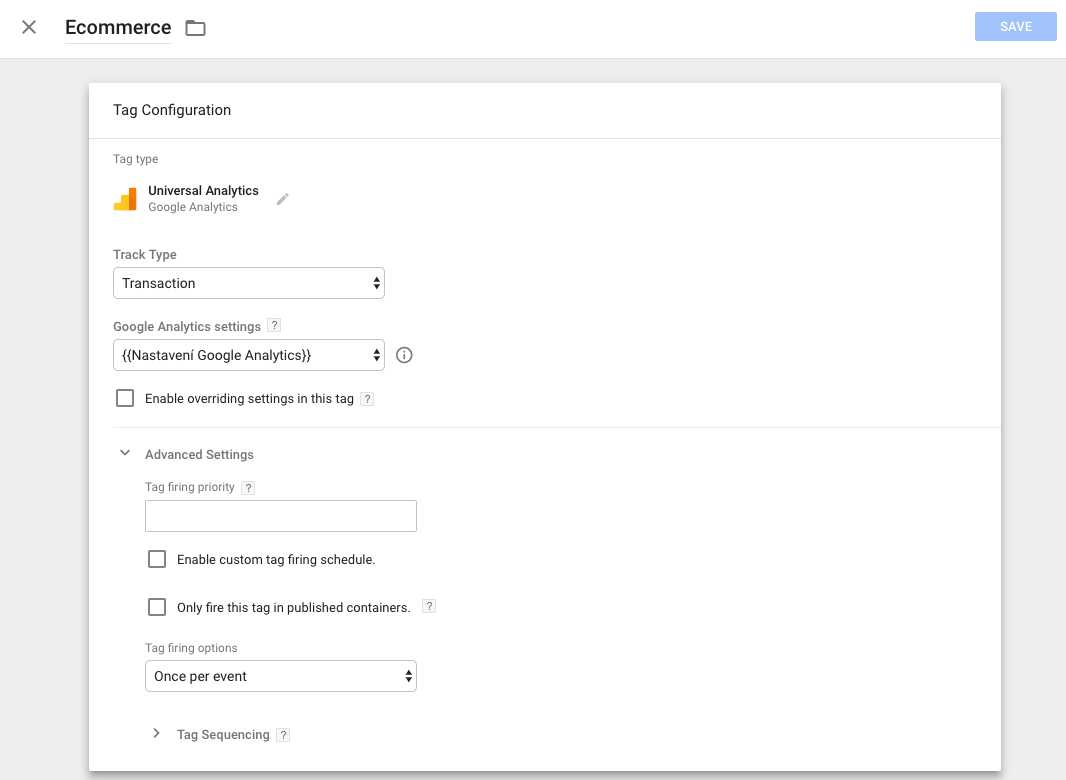 Ecommerce
SAVE
Tag Configuration
Tag type
Universal Analytics
Google Analytics
Track Type
Transaction
Google Analytics settings ?
{{Nastavení Google Analytics}}
Enable overriding settings in this tag ?
Advanced Settings
Tag firing priority ?
Enable custom tag firing schedule.
Only fire this tag in published containers. ?
Tag firing options
Once per event
Tag Sequencing ?